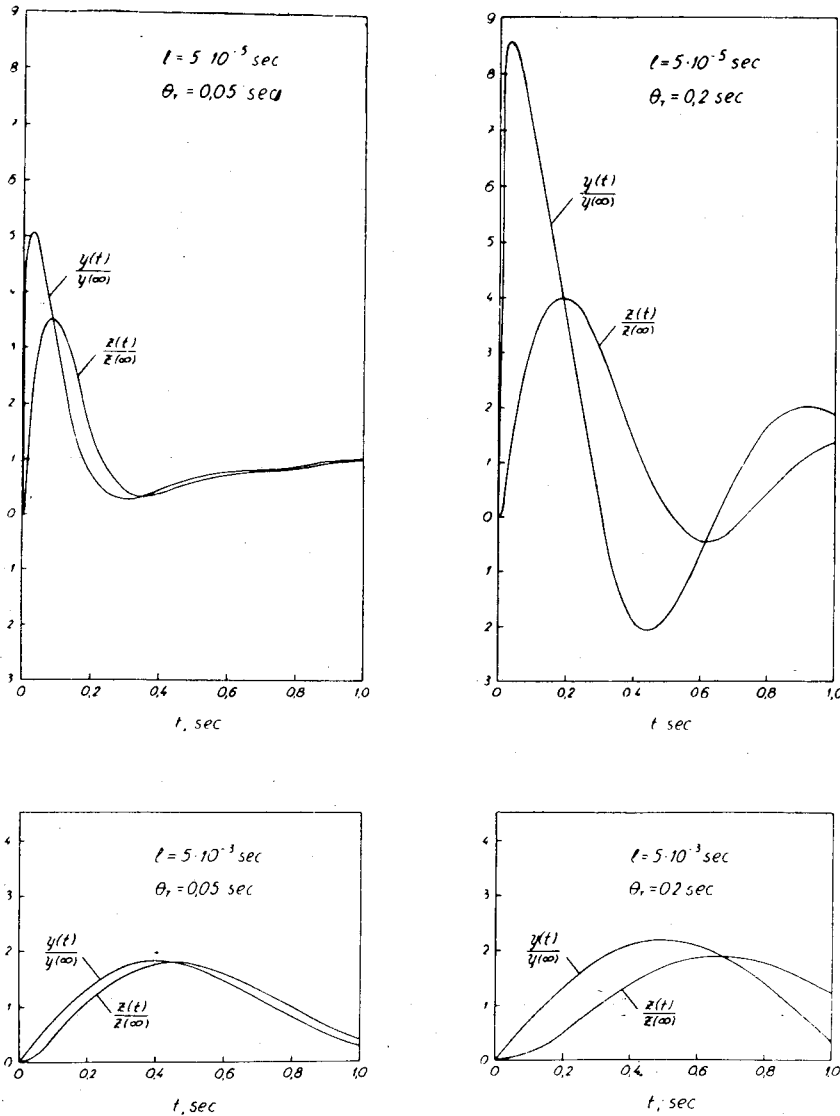 9
8
7
6
5
4
1
2
1
0
1
2
3
0 0,2 0,4 0,6 0,8 1,0
t, sec
ℓ = 5·10⁻⁵ sec
θᵣ = 0,05 sec
y(t)
y(∞)
z(t)
z(∞)
9
8
7
6
5
4
3
2
1
0
1
2
3
0 0,2 0.4 0.6 0,8 1,0
t sec
ℓ = 5·10⁻⁵ sec
θᵣ = 0,2 sec
y(t)
y(∞)
z(t)
z(∞)
4
3
2
1
0
0 0,2 0,4 0,6 0,8 1,0
t, sec
ℓ = 5·10⁻³ sec
θᵣ = 0,05 sec
y(t)
y(∞)
z(t)
z(∞)
4
3
2
1
0
0 0,2 0,4 0,6 0,8 1,0
t, sec
ℓ = 5·10⁻³ sec
θᵣ = 02 sec
y(t)
y(∞)
z(t)
z(∞)